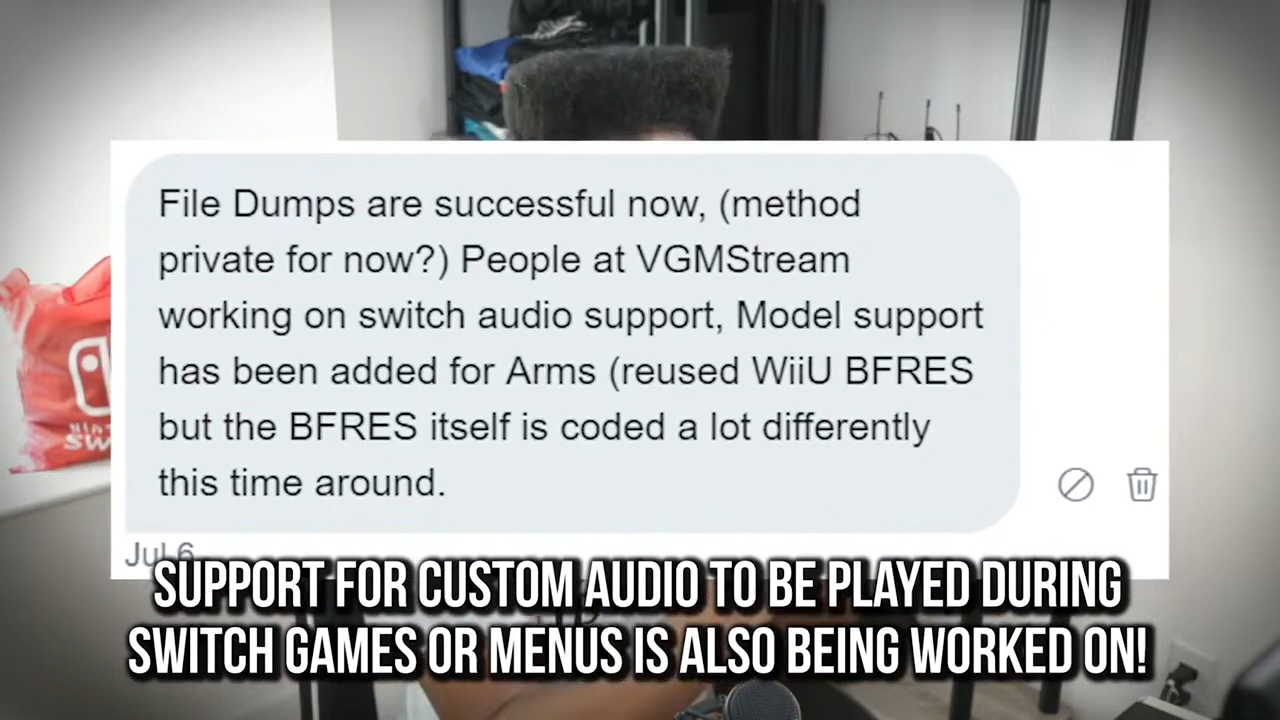 File Dumps are successful now, (method
private for now?) People at VGMStream
working on switch audio support, Model support
has been added for Arms (reused WiiU BFRES
but the BFRES itself is coded a lot differently
this time around.
Jul 6
SUPPORT FOR CUSTOM AUDIO TO BE PLAYED DURING
SWITCH GAMES OR MENUS IS ALSO BEING WORKED ON!